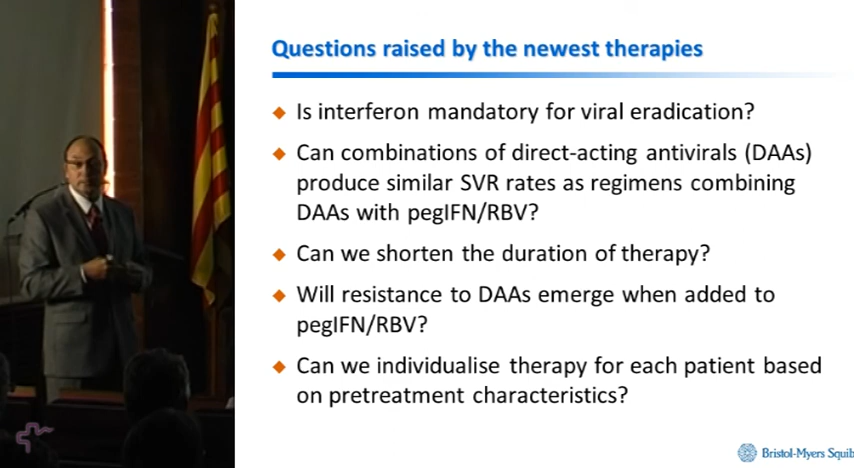 Questions raised by the newest therapies
Is interferon mandatory for viral eradication?
Can combinations of direct-acting antivirals (DAAs)
produce similar SVR rates as regimens combining
DAAs with pegIFN/RBV?
Can we shorten the duration of therapy?
Will resistance to DAAs emerge when added to
pegIFN/RBV?
Can we individualise therapy for each patient based
on pretreatment characteristics?
Bristol-Myers Squib